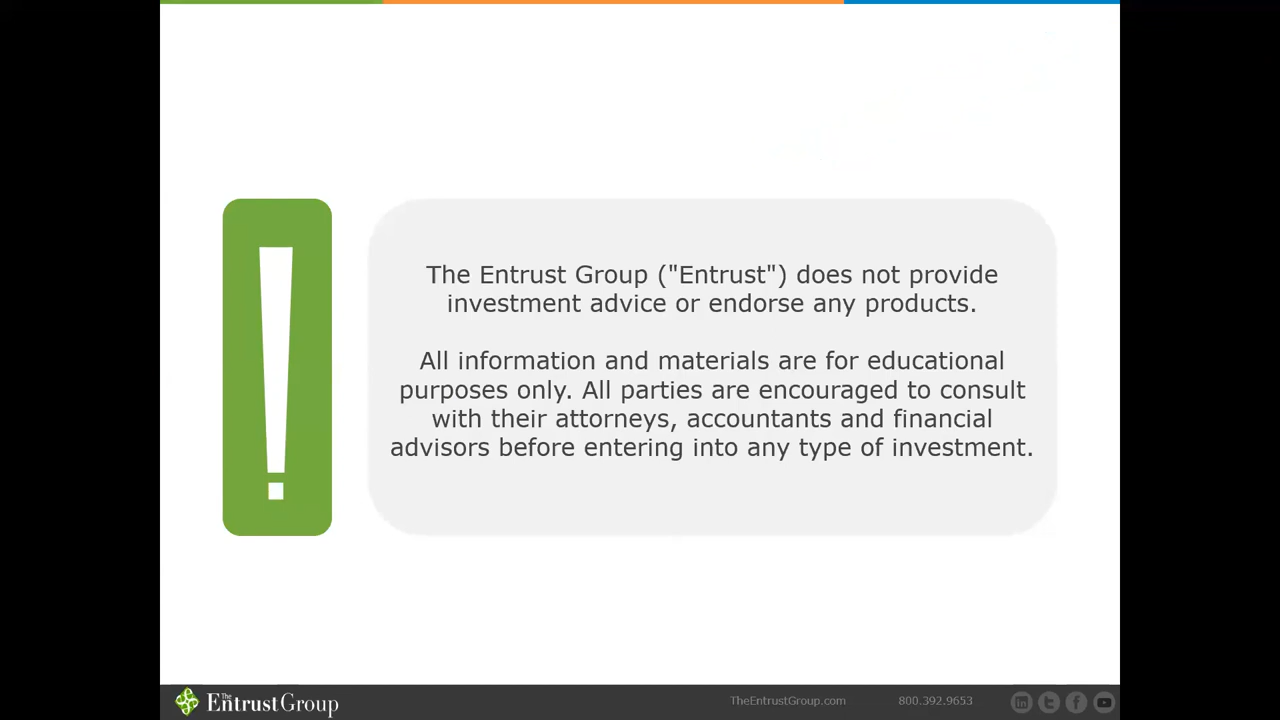 !
The Entrust Group ("Entrust") does not provide
investment advice or endorse any products.
All information and materials are for educational
purposes only. All parties are encouraged to consult
with their attorneys, accountants and financial
advisors before entering into any type of investment.
The EntrustGroup
TheEntrustGroup.com
800.392.9653